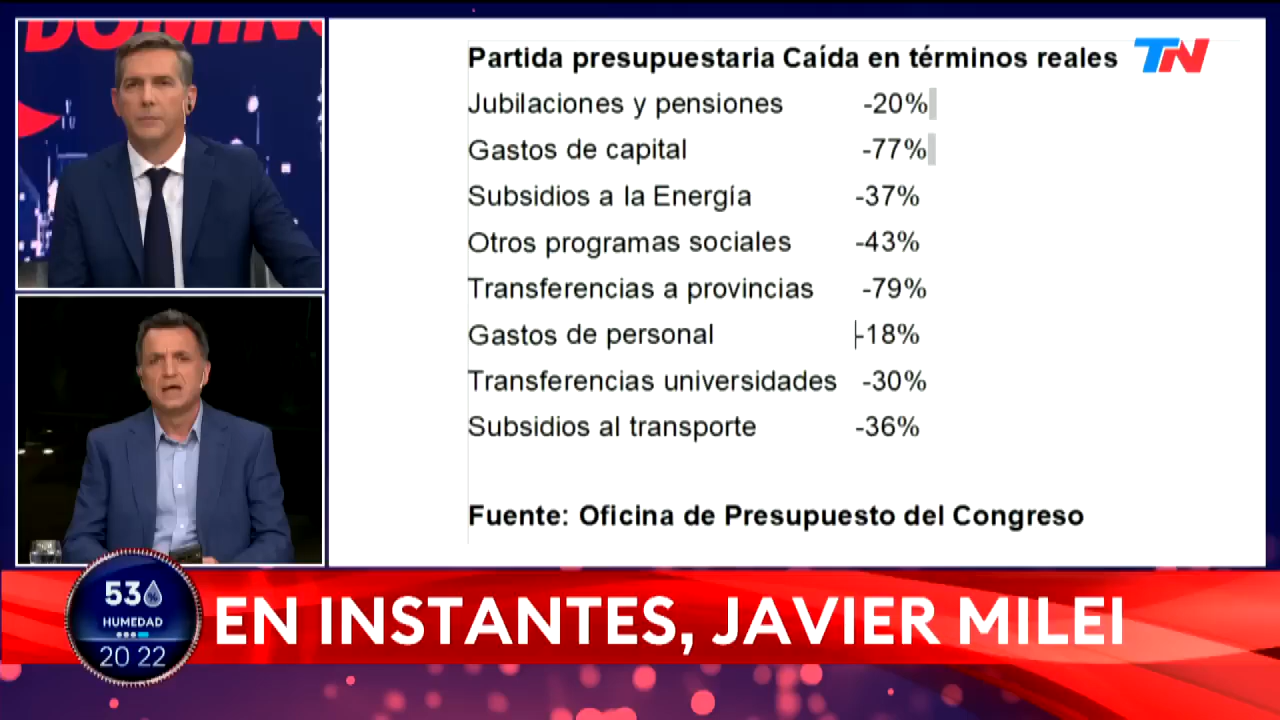 DOMIN
Partida presupuestaria Caída en términos reales
TN
Jubilaciones y pensiones -20%
Gastos de capital -77%
Subsidios a la Energía -37%
Otros programas sociales -43%
Transferencias a provincias -79%
Gastos de personal -18%
Transferencias universidades -30%
Subsidios al transporte -36%
Fuente: Oficina de Presupuesto del Congreso
53%
HUMEDAD
20 22
EN INSTANTES, JAVIER MILEI